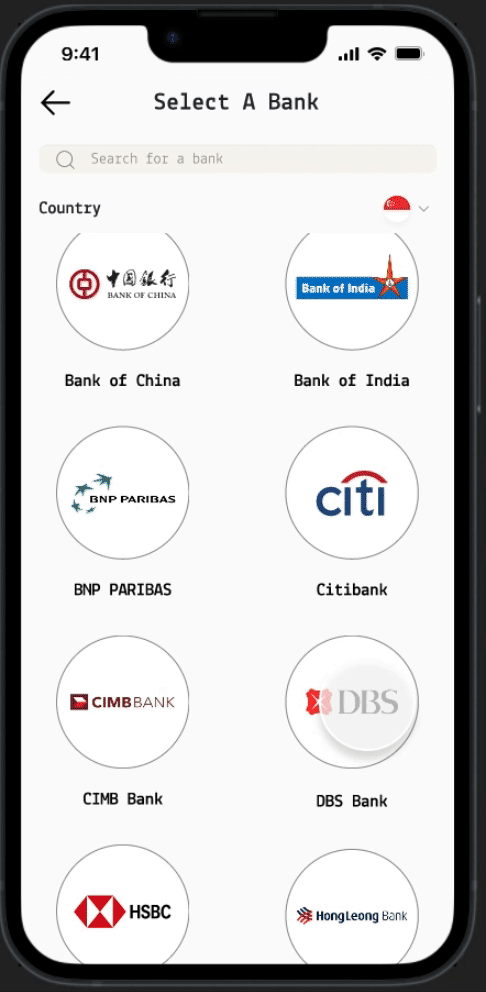 9:41
Select A Bank
Search for a bank
Country
中国银行
BANK OF CHINA
Bank of India
Bank of China
Bank of India
BNP PARIBAS
citi
BNP PARIBAS
Citibank
CIMB BANK
DBS
CIMB Bank
DBS Bank
HSBC
HongLeong Bank